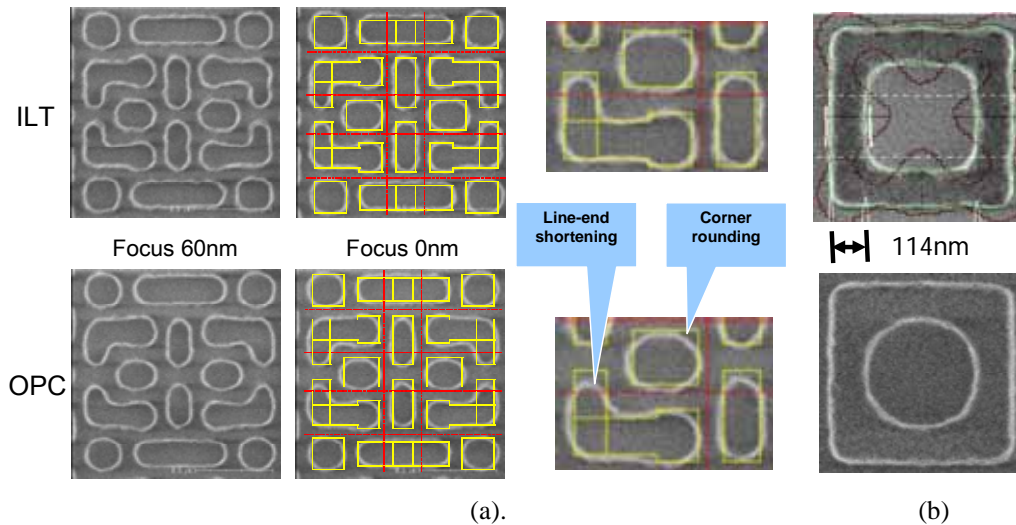 ILT
Focus 60nm
Focus 0nm
Line-end
shortening
Corner
rounding
114nm
OPC
(a).
(b)